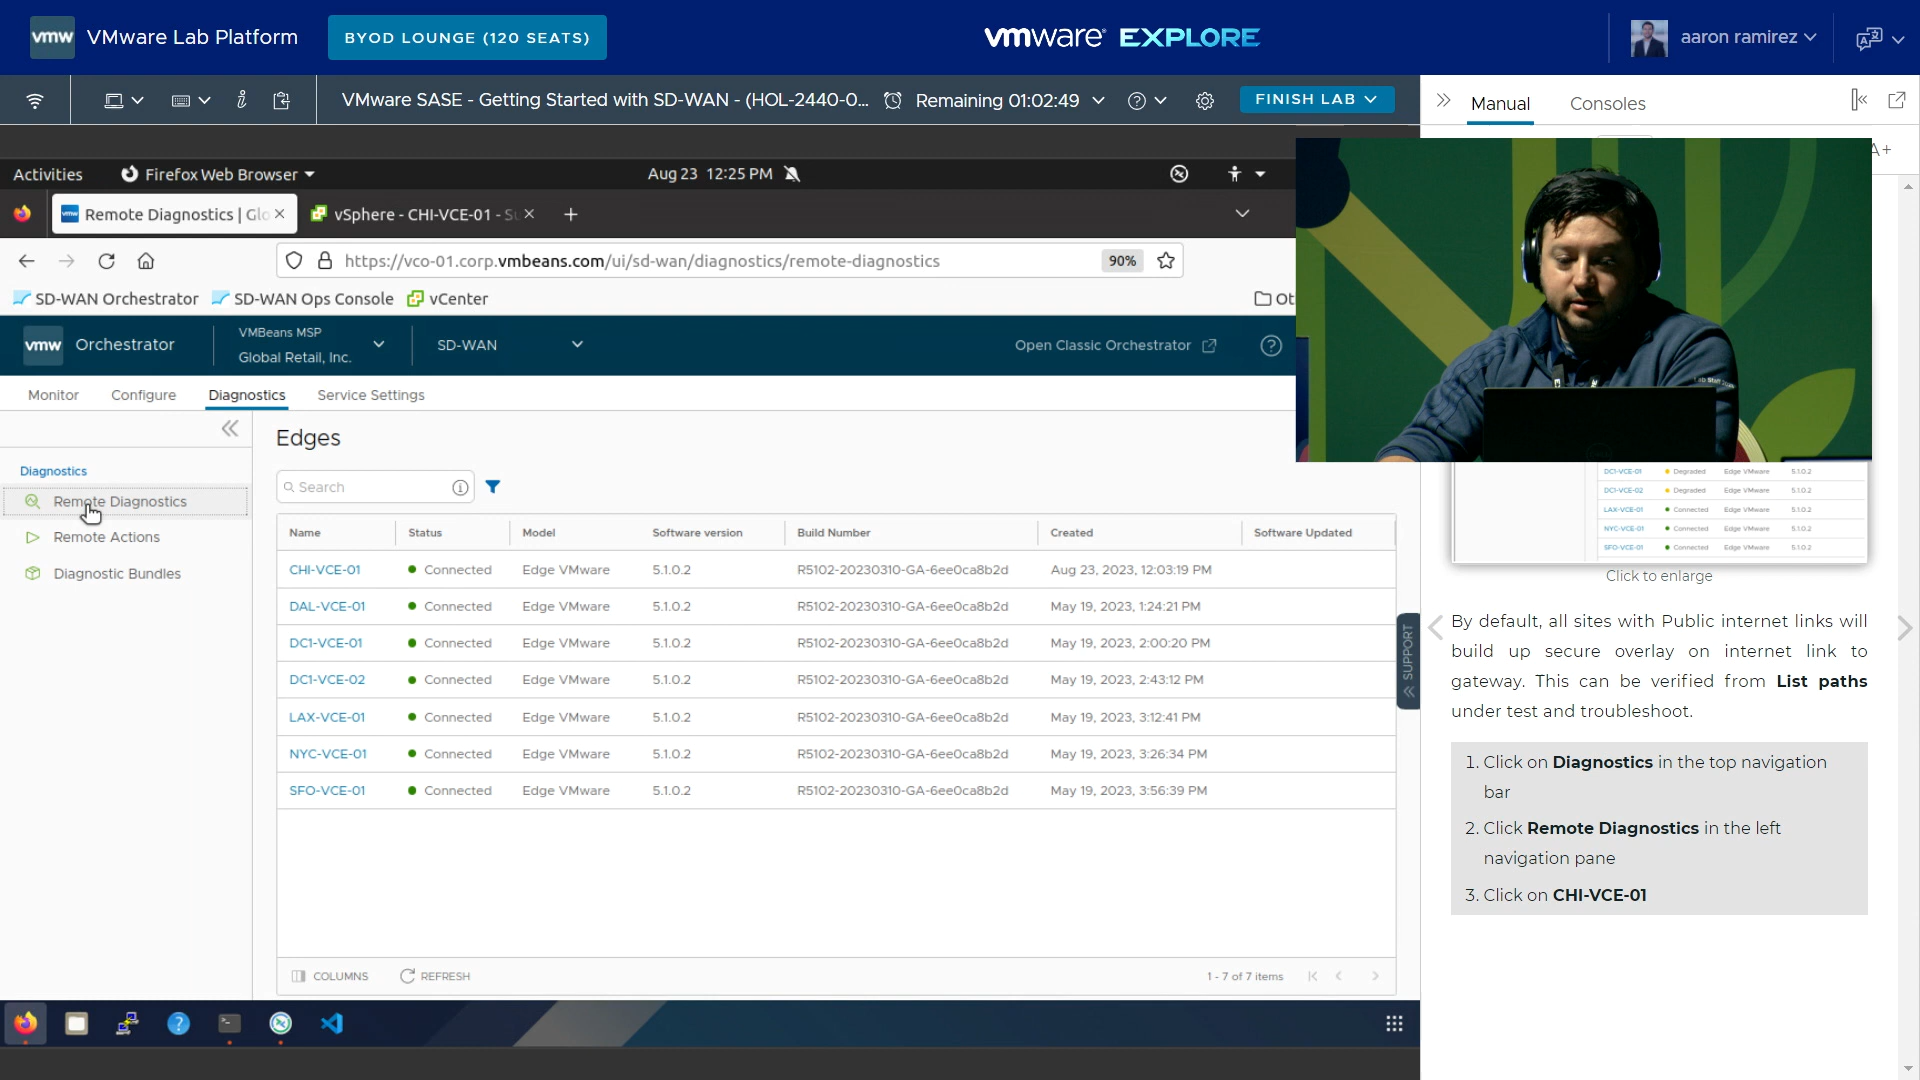 vmw VMware Lab Platform BYOD LOUNGE (120 SEATS) vmware EXPLORE aaron ramirez
VMware SASE - Getting Started with SD-WAN - (HOL-2440-0... Remaining 01:02:49 FINISH LAB
Manual Consoles
A+
Activities Firefox Web Browser Aug 23 12:25 PM
Remote Diagnostics | Glo vSphere - CHI-VCE-01 - Su
https://vco-01.corp.vmbeans.com/ui/sd-wan/diagnostics/remote-diagnostics 90%
SD-WAN Orchestrator SD-WAN Ops Console vCenter Ot
vmw Orchestrator VMBeans MSP
Global Retail, Inc. SD-WAN Open Classic Orchestrator
Monitor Configure Diagnostics Service Settings
Edges
Diagnostics
Remote Diagnostics
Remote Actions
Diagnostic Bundles
Search
Name Status Model Software version Build Number Created Software Updated
CHI-VCE-01 Connected Edge VMware 5.1.0.2 R5102-20230310-GA-6ee0ca8b2d Aug 23, 2023, 12:03:19 PM
DAL-VCE-01 Connected Edge VMware 5.1.0.2 R5102-20230310-GA-6ee0ca8b2d May 19, 2023, 1:24:21 PM
DC1-VCE-01 Connected Edge VMware 5.1.0.2 R5102-20230310-GA-6ee0ca8b2d May 19, 2023, 2:00:20 PM
DC1-VCE-02 Connected Edge VMware 5.1.0.2 R5102-20230310-GA-6ee0ca8b2d May 19, 2023, 2:43:12 PM
LAX-VCE-01 Connected Edge VMware 5.1.0.2 R5102-20230310-GA-6ee0ca8b2d May 19, 2023, 3:12:41 PM
NYC-VCE-01 Connected Edge VMware 5.1.0.2 R5102-20230310-GA-6ee0ca8b2d May 19, 2023, 3:26:34 PM
SFO-VCE-01 Connected Edge VMware 5.1.0.2 R5102-20230310-GA-6ee0ca8b2d May 19, 2023, 3:56:39 PM
COLUMNS REFRESH 1 - 7 of 7 items
SUPPORT
DC1-VCE-01 Degraded Edge VMware 5.1.0.2
DC1-VCE-02 Degraded Edge VMware 5.1.0.2
LAX-VCE-01 Connected Edge VMware 5.1.0.2
NYC-VCE-01 Connected Edge VMware 5.1.0.2
SFO-VCE-01 Connected Edge VMware 5.1.0.2
Click to enlarge
By default, all sites with Public internet links will
build up secure overlay on internet link to
gateway. This can be verified from List paths
under test and troubleshoot.
1. Click on Diagnostics in the top navigation
bar
2. Click Remote Diagnostics in the left
navigation pane
3. Click on CHI-VCE-01